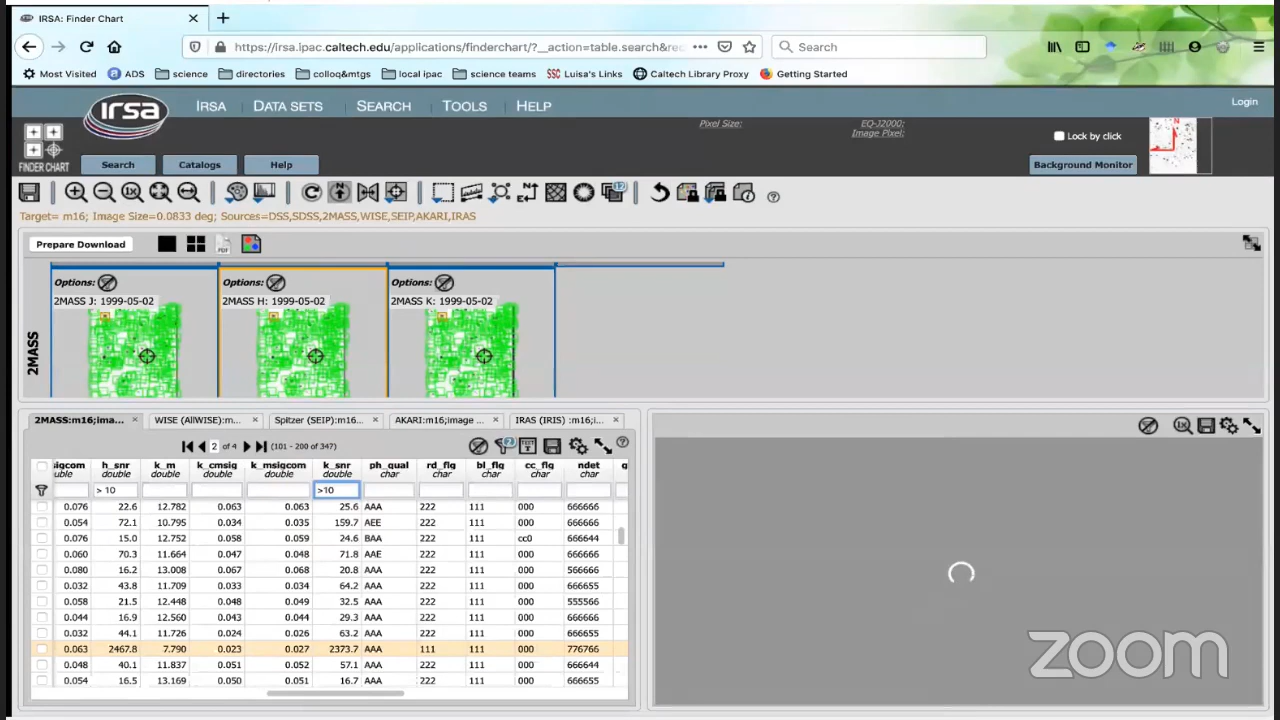 IRSA: Finder Chart
https://irsa.ipac.caltech.edu/applications/finderchart/?__action=table.search&rec
Search
Most Visited ADS science directories colloq&mtgs local ipac science teams SSC Luisa's Links Caltech Library Proxy Getting Started
irsa IRSA DATA SETS SEARCH TOOLS HELP Login
Pixel Size: EQ-J2000:
Image Pixel: Lock by click
FINDER CHART Search Catalogs Help Background Monitor
Target= m16; Image Size=0.0833 deg; Sources=DSS,SDSS,2MASS,WISE,SEIP,AKARI,IRAS
Prepare Download PDF
Options: Options: Options:
2MASS J: 1999-05-02 2MASS H: 1999-05-02 2MASS K: 1999-05-02
2MASS
2MASS:m16;ima... WISE (AllWISE):m... Spitzer (SEIP):m16... AKARI:m16;image ... IRAS (IRIS) :m16;i...
2 of 4 (101 - 200 of 347)
sigcom h_snr k_m k_cmsig k_msigcom k_snr ph_qual rd_flg bl_flg cc_flg ndet g
uble double double double double double char char char char char
> 10 >10
0.076 22.6 12.782 0.063 0.063 25.6 AAA 222 111 000 666666
0.054 72.1 10.795 0.034 0.035 159.7 AEE 222 111 000 666666
0.076 15.0 12.752 0.058 0.059 24.6 BAA 222 111 cc0 666644
0.060 70.3 11.664 0.047 0.048 71.8 AAE 222 111 000 666666
0.080 16.2 13.008 0.067 0.068 20.8 AAA 222 111 000 566666
0.032 43.8 11.709 0.033 0.034 64.2 AAA 222 111 000 666655
0.058 21.5 12.448 0.048 0.049 32.5 AAA 222 111 000 555566
0.044 16.9 12.560 0.043 0.044 29.3 AAA 222 111 000 666666
0.032 44.1 11.726 0.024 0.026 63.2 AAA 222 111 000 666655
0.063 2467.8 7.790 0.023 0.027 2373.7 AAA 111 111 000 776766
0.048 40.1 11.837 0.051 0.052 57.1 AAA 222 111 000 666644
0.054 16.5 13.169 0.050 0.051 16.7 AAA 222 111 000 666655
zoom